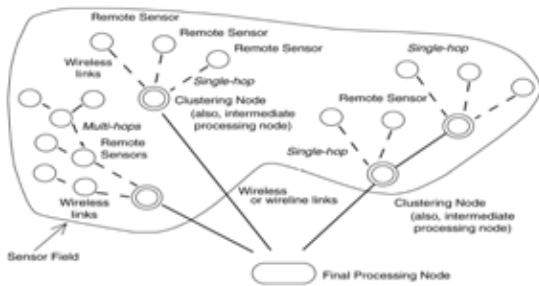 Remote Sensor
Remote Sensor
Remote Sensor
Wireless
links
Single-hop
Clustering Node
(also, intermediate
processing node)
Multi-hops
Remote
Sensors
Wireless
links
Sensor Field
Single-hop
Remote Sensor
Single-hop
Wireless
or wireline links
Clustering Node
(also, intermediate
processing node)
Final Processing Node